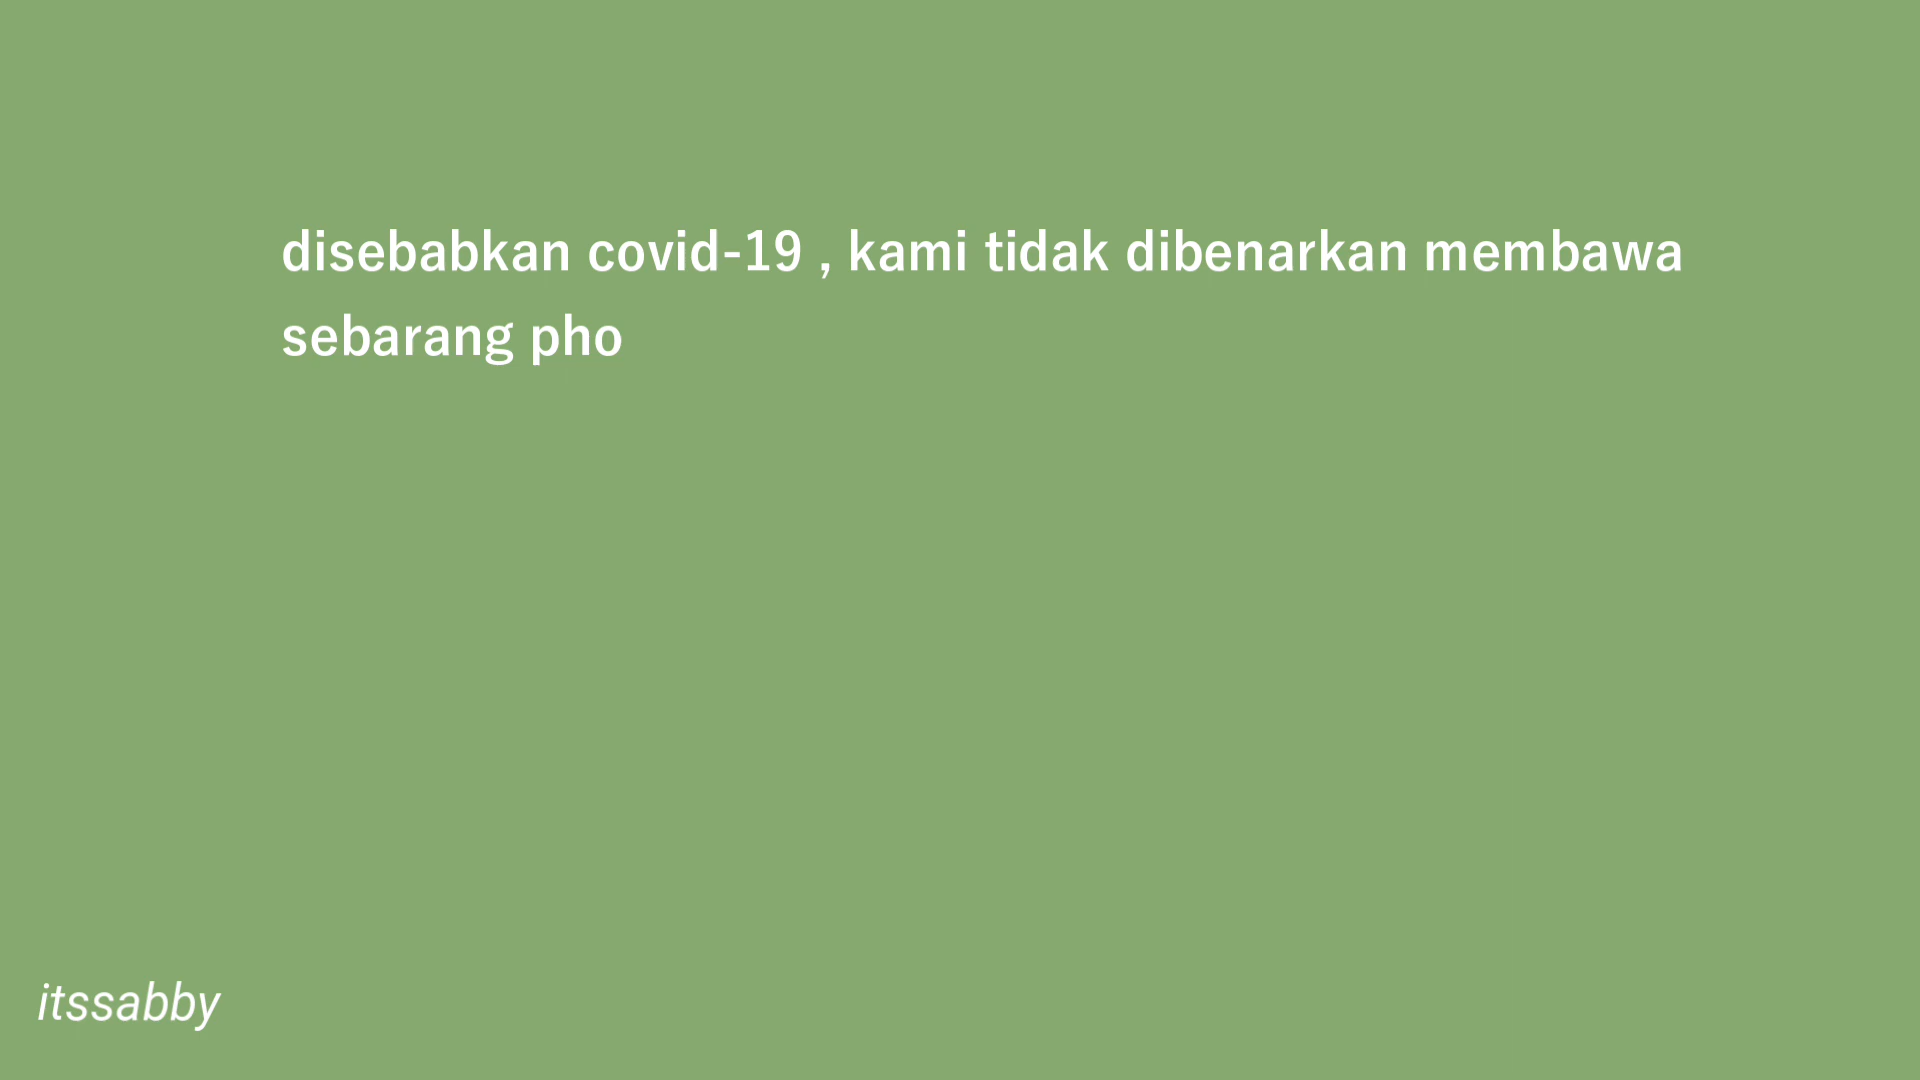 disebabkan covid-19 , kami tidak dibenarkan membawa
sebarang pho
itssabby